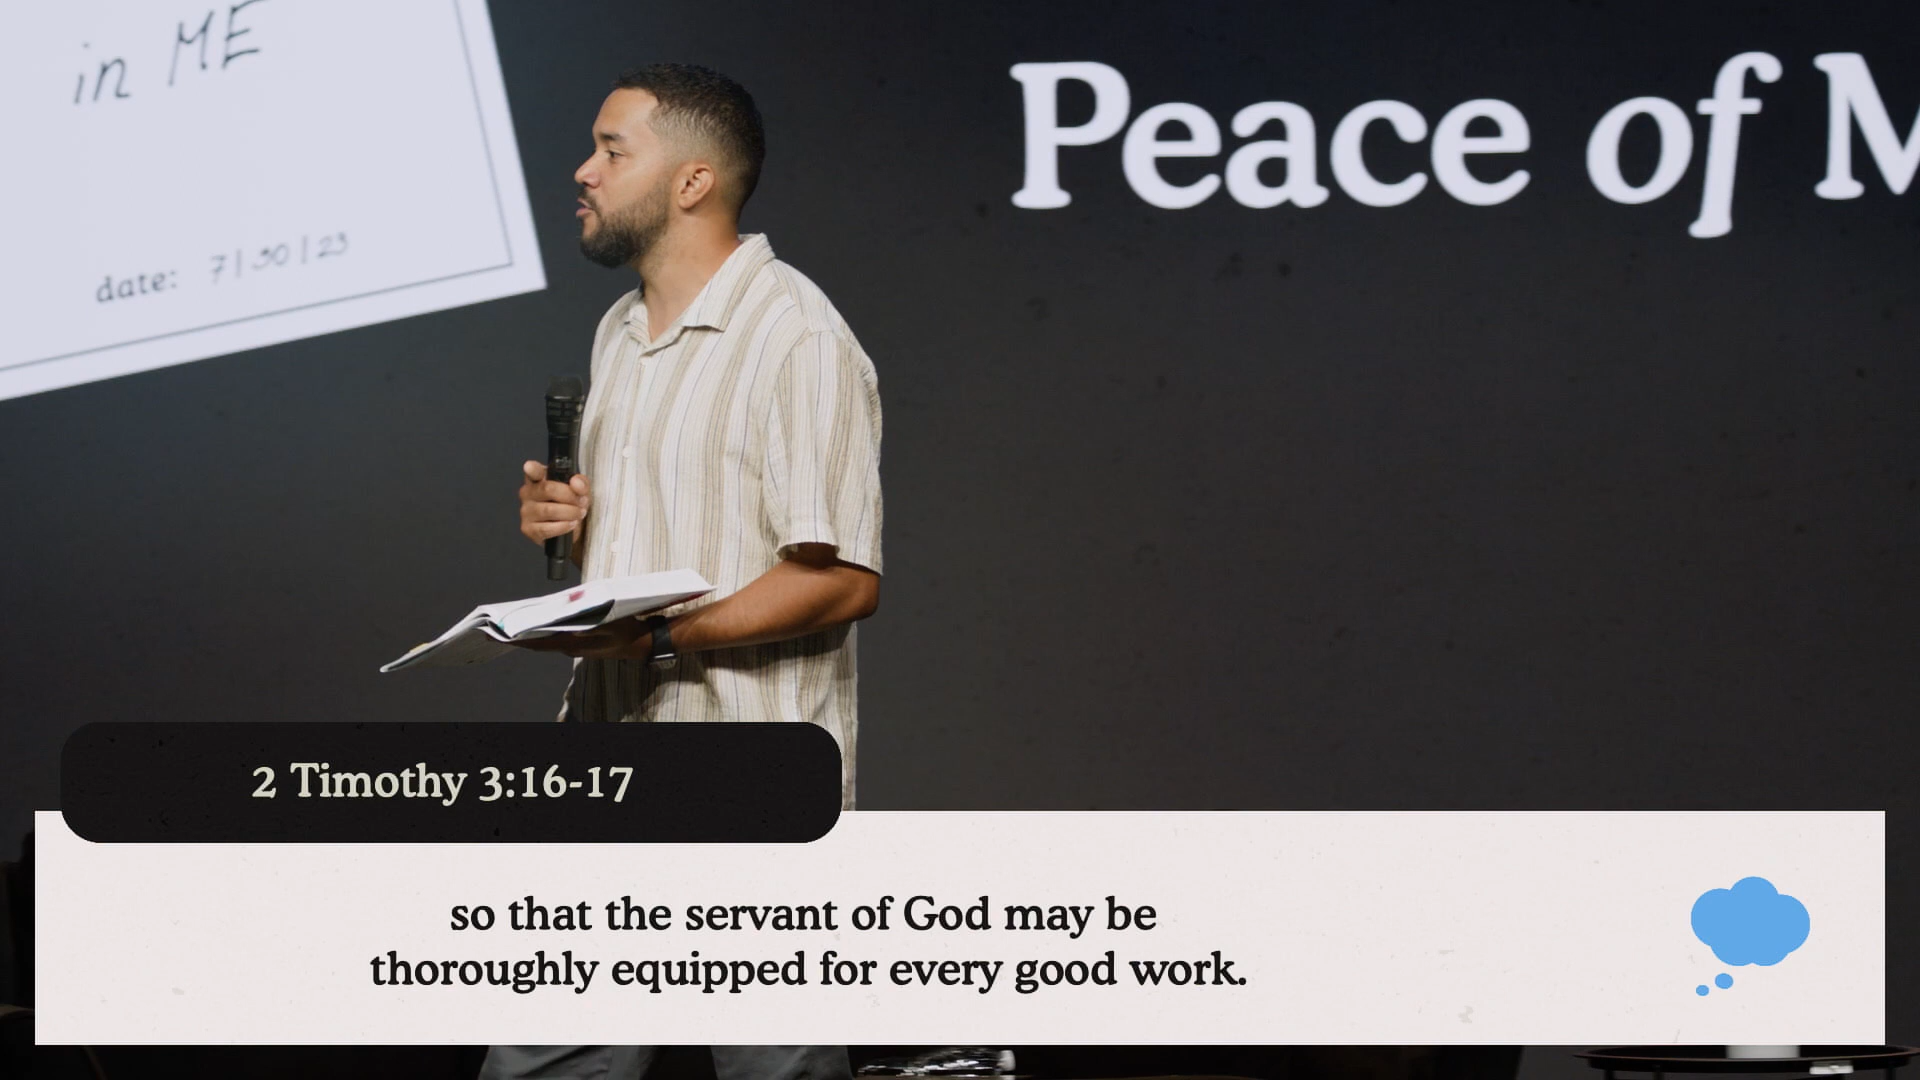 in ME
date: 7/30/23
Peace of M
2 Timothy 3:16-17
so that the servant of God may be
thoroughly equipped for every good work.